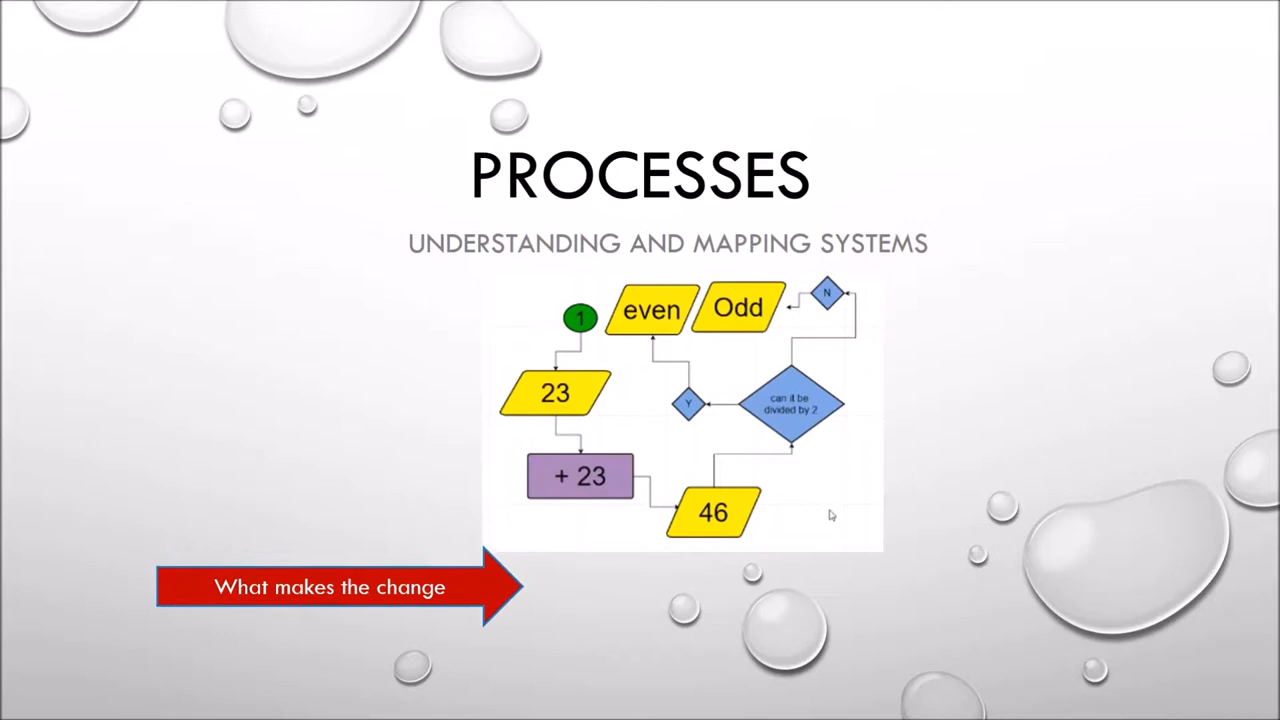 PROCESSES
UNDERSTANDING AND MAPPING SYSTEMS
1
even
Odd
N
23
Y
can it be
divided by 2
+ 23
46
What makes the change